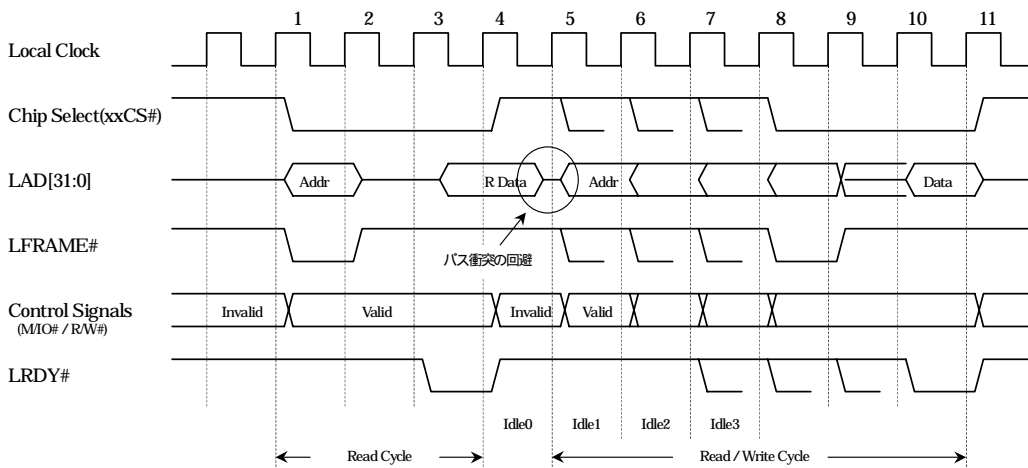 1 2 3 4 5 6 7 8 9 10 11
Local Clock
Chip Select(xxCS#)
LAD[31:0]
Addr
R Data
Addr
Data
LFRAME#
バス衝突の回避
Control Signals
(M/IO# / R/W#)
Invalid
Valid
Invalid
Valid
LRDY#
Idle0
Idle1
Idle2
Idle3
Read Cycle
Read / Write Cycle